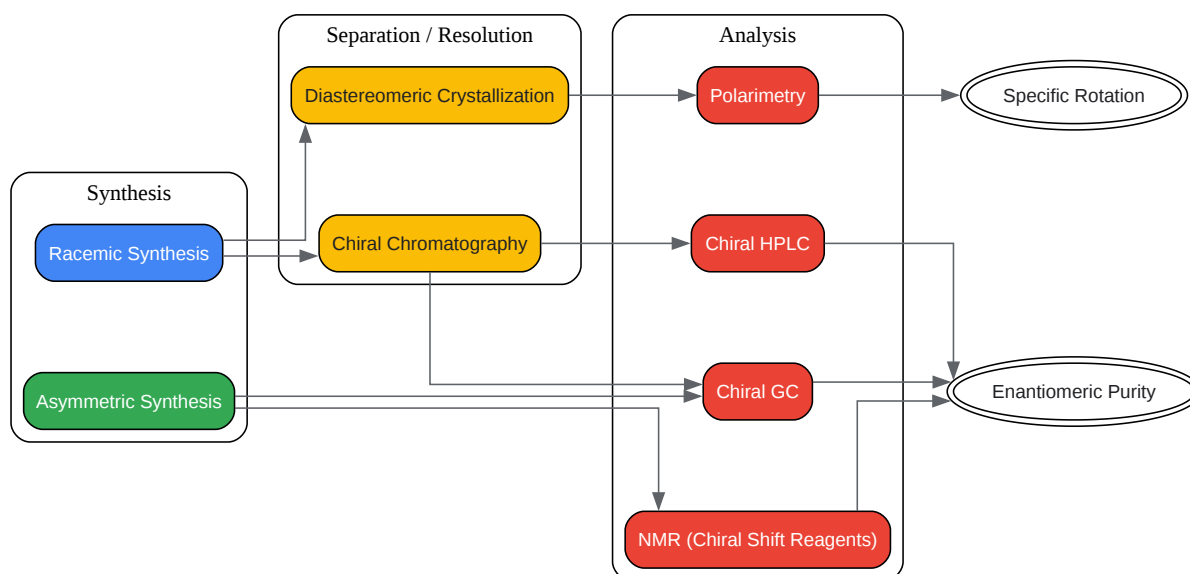 Separation / Resolution
Analysis
Diastereomeric Crystallization
Polarimetry
Specific Rotation
Synthesis
Racemic Synthesis
Chiral Chromatography
Chiral HPLC
Asymmetric Synthesis
Chiral GC
Enantiomeric Purity
NMR (Chiral Shift Reagents)